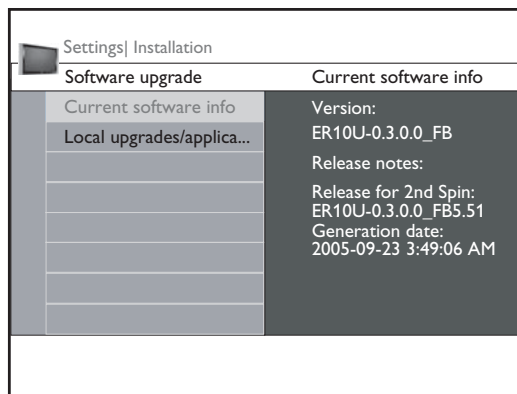 Settings| Installation
Software upgrade
Current software info
Current software info
Local upgrades/applica...
Version:
ER10U-0.3.0.0_FB
Release notes:
Release for 2nd Spin:
ER10U-0.3.0.0_FB5.51
Generation date:
2005-09-23 3:49:06 AM